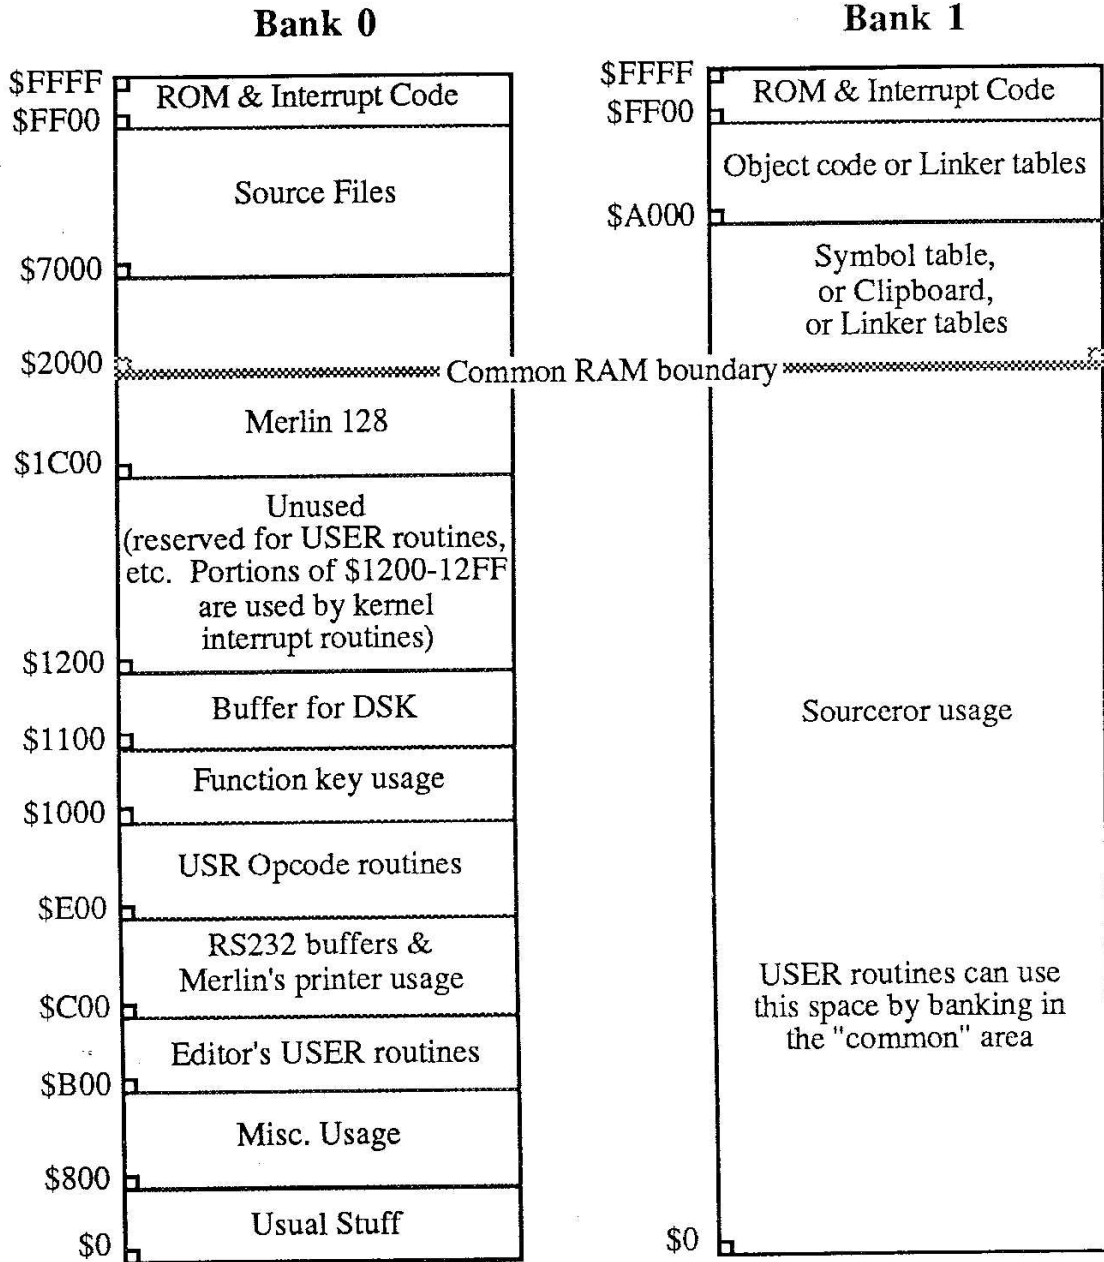 Bank 0
$FFFF
ROM & Interrupt Code
$FF00
Source Files
$7000
$2000
Common RAM boundary
Merlin 128
$1C00
Unused
(reserved for USER routines,
etc. Portions of $1200-12FF
are used by kernel
interrupt routines)
$1200
Buffer for DSK
$1100
Function key usage
$1000
USR Opcode routines
$E00
RS232 buffers &
Merlin's printer usage
$C00
Editor's USER routines
$B00
Misc. Usage
$800
Usual Stuff
$0
Bank 1
$FFFF
ROM & Interrupt Code
$FF00
Object code or Linker tables
$A000
Symbol table,
or Clipboard,
or Linker tables
Sourceror usage
USER routines can use
this space by banking in
the "common" area
$0